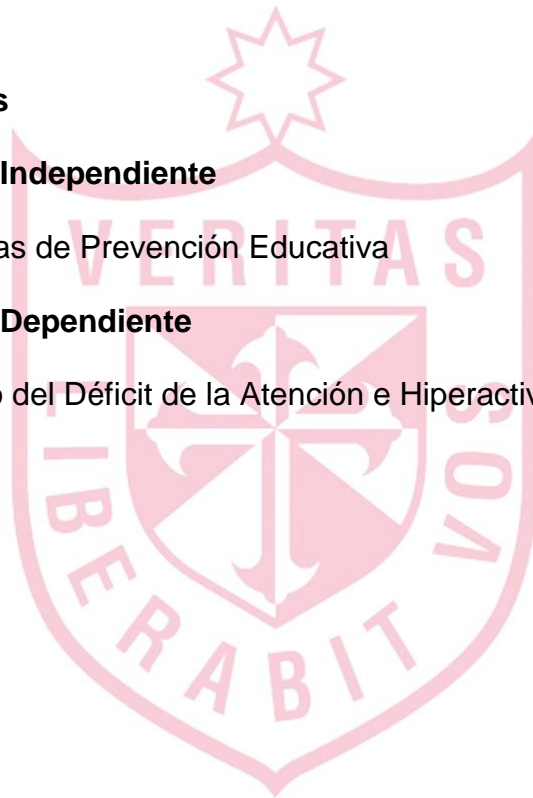 s
Independiente
as de Prevención Educativa
Dependiente
o del Déficit de la Atención e Hiperactiv
VERITAS
LIBERABIT VOS